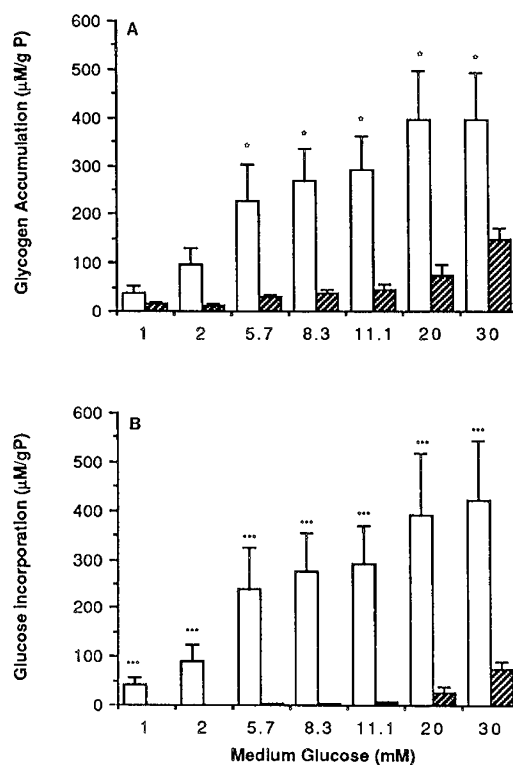 A
Glycogen Accumulation (µM/g P)
600
500
400
300
200
100
0
* * * * *
1 2 5.7 8.3 11.1 20 30
B
Glucose Incorporation (µM/gP)
600
500
400
300
200
100
0
*** *** *** *** *** *** ***
1 2 5.7 8.3 11.1 20 30
Medium Glucose (mM)